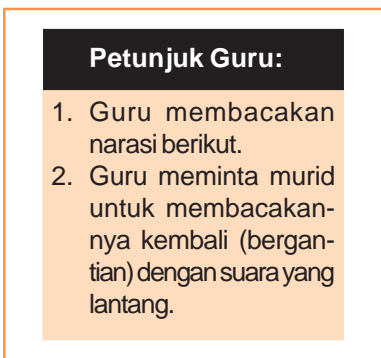 Petunjuk Guru:
1. Guru membacakan
narasi berikut.
2. Guru meminta murid
untuk membacakan-
nya kembali (bergan-
tian) dengan suara yang
lantang.